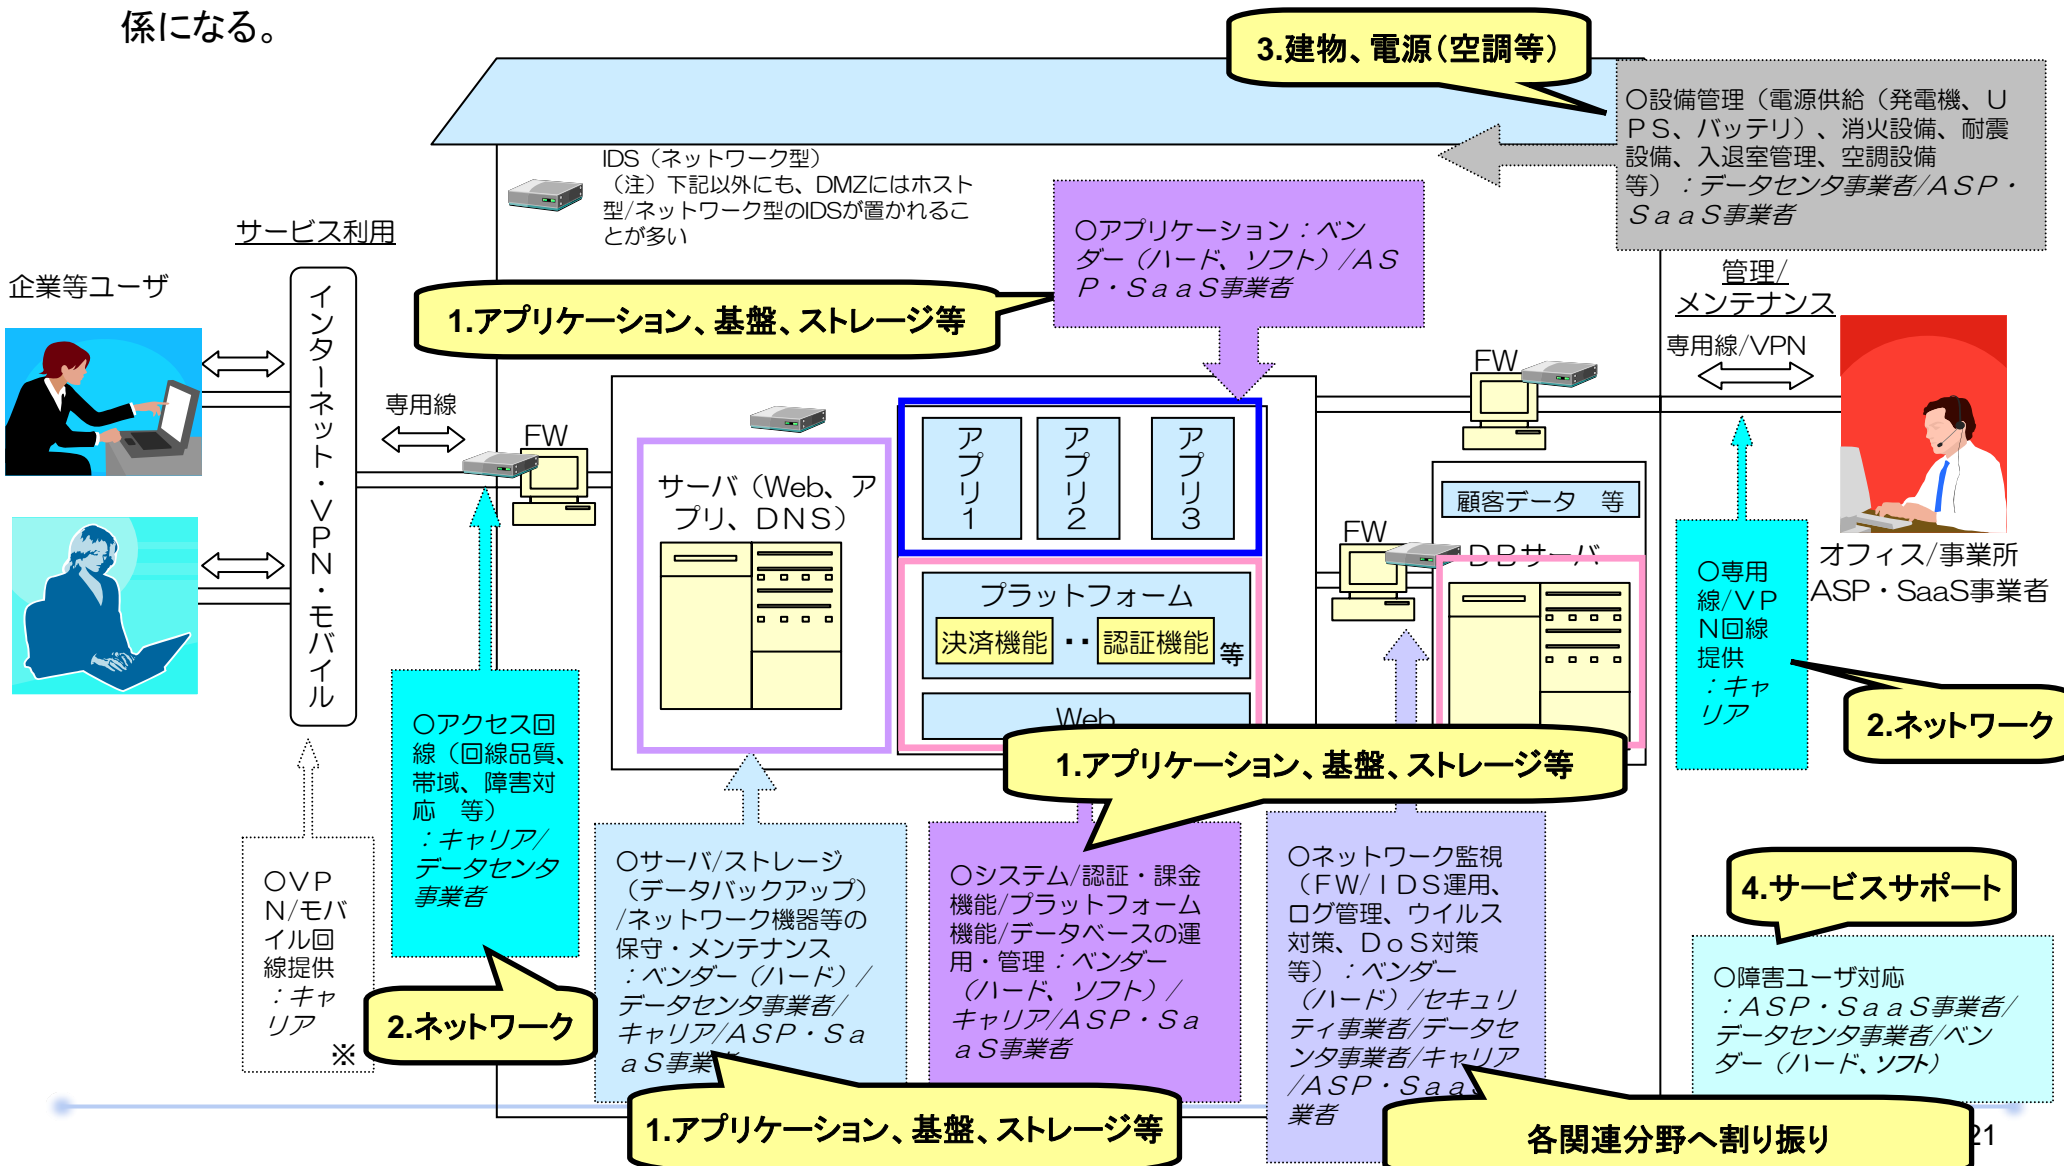 係になる。
3.建物、電源(空調等)
○設備管理(電源供給(発電機、U
PS、バッテリ)、消火設備、耐震
設備、入退室管理、空調設備
等):データセンタ事業者/ASP・
SaaS事業者
IDS(ネットワーク型)
(注)下記以外にも、DMZにはホスト
型/ネットワーク型のIDSが置かれるこ
とが多い
○アプリケーション:ベン
ダー(ハード、ソフト)/AS
P・SaaS事業者
1.アプリケーション、基盤、ストレージ等
サービス利用
企業等ユーザ
インターネット・VPN・モバイル
専用線
FW
サーバ(Web、ア
プリ、DNS)
アプリ1
アプリ2
アプリ3
プラットフォーム
決済機能
・・
認証機能
等
Web
FW
FW
顧客データ 等
DBサーバ
管理/
メンテナンス
専用線/VPN
オフィス/事業所
ASP・SaaS事業者
○専用
線/VP
N回線
提供
:キャ
リア
2.ネットワーク
1.アプリケーション、基盤、ストレージ等
○VP
N/モバ
イル回
線提供
:キャ
リア
※
○アクセス回
線(回線品質、
帯域、障害対
応 等)
:キャリア/
データセンタ
事業者
2.ネットワーク
○サーバ/ストレージ
(データバックアップ)
/ネットワーク機器等の
保守・メンテナンス
:ベンダー(ハード)/
データセンタ事業者/
キャリア/ASP・Sa
aS事業者
1.アプリケーション、基盤、ストレージ等
○システム/認証・課金
機能/プラットフォーム
機能/データベースの運
用・管理:ベンダー
(ハード、ソフト)/
キャリア/ASP・Sa
aS事業者
○ネットワーク監視
(FW/IDS運用、
ログ管理、ウイルス
対策、DoS対策
等):ベンダー
(ハード)/セキュリ
ティ事業者/データセ
ンタ事業者/キャリア
/ASP・SaaS
業者
各関連分野へ割り振り
4.サービスサポート
○障害ユーザ対応
:ASP・SaaS事業者/
データセンタ事業者/ベン
ダー(ハード、ソフト)
21